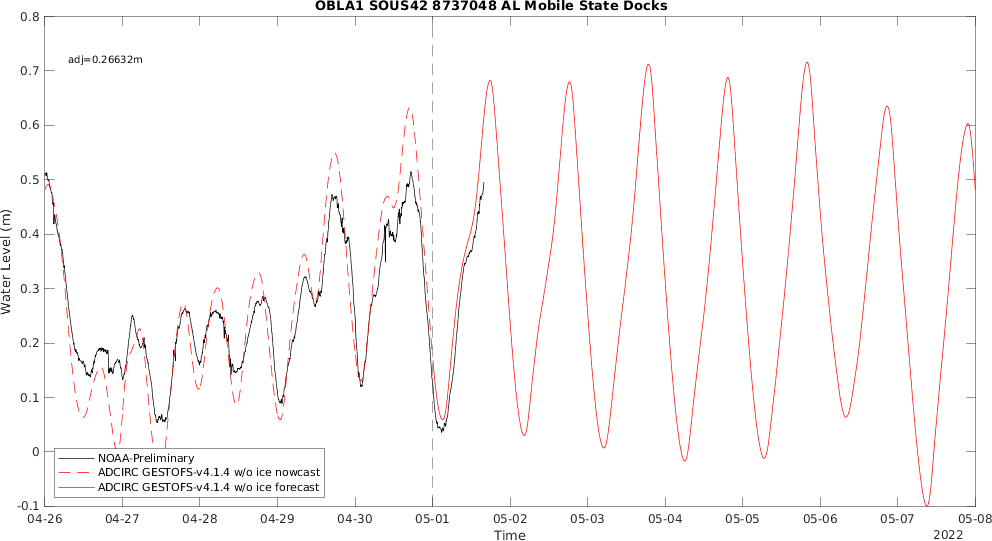 OBLA1 SOUS42 8737048 AL Mobile State Docks
adj=0.26632m
0.8
0.7
0.6
0.5
0.4
0.3
0.2
0.1
0
-0.1
Water Level (m)
NOAA-Preliminary
ADCIRC GESTOFS-v4.1.4 w/o ice nowcast
ADCIRC GESTOFS-v4.1.4 w/o ice forecast
04-26 04-27 04-28 04-29 04-30 05-01 05-02 05-03 05-04 05-05 05-06 05-07 05-08
Time
2022